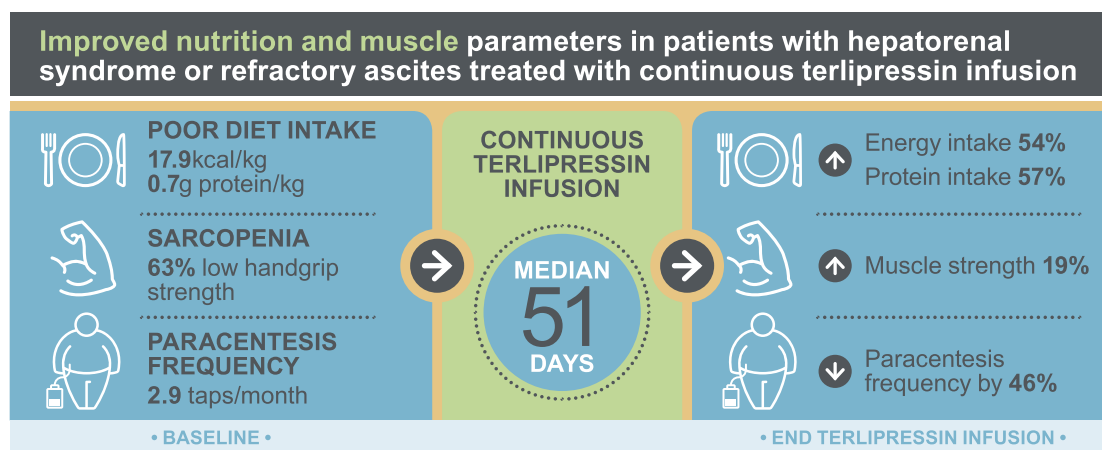 Improved nutrition and muscle parameters in patients with hepatorenal
syndrome or refractory ascites treated with continuous terlipressin infusion
POOR DIET INTAKE
17.9kcal/kg
0.7g protein/kg
SARCOPENIA
63% low handgrip
strength
PARACENTESIS
FREQUENCY
2.9 taps/month
• BASELINE •
CONTINUOUS
TERLIPRESSIN
INFUSION
MEDIAN
51
DAYS
Energy intake 54%
Protein intake 57%
Muscle strength 19%
Paracentesis
frequency by 46%
• END TERLIPRESSIN INFUSION •